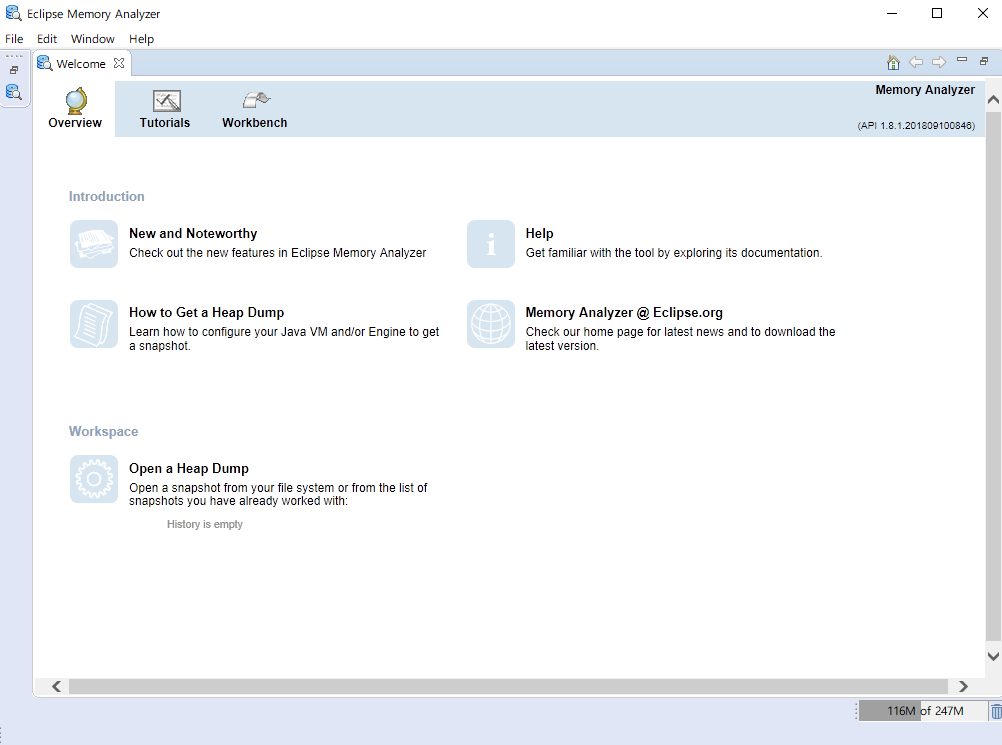 Eclipse Memory Analyzer
File Edit Window Help
Welcome
Overview
Tutorials
Workbench
Memory Analyzer
(API 1.8.1.201809100846)
Introduction
New and Noteworthy
Check out the new features in Eclipse Memory Analyzer
Help
Get familiar with the tool by exploring its documentation.
How to Get a Heap Dump
Learn how to configure your Java VM and/or Engine to get
a snapshot.
Memory Analyzer @ Eclipse.org
Check our home page for latest news and to download the
latest version.
Workspace
Open a Heap Dump
Open a snapshot from your file system or from the list of
snapshots you have already worked with:
History is empty
116M of 247M